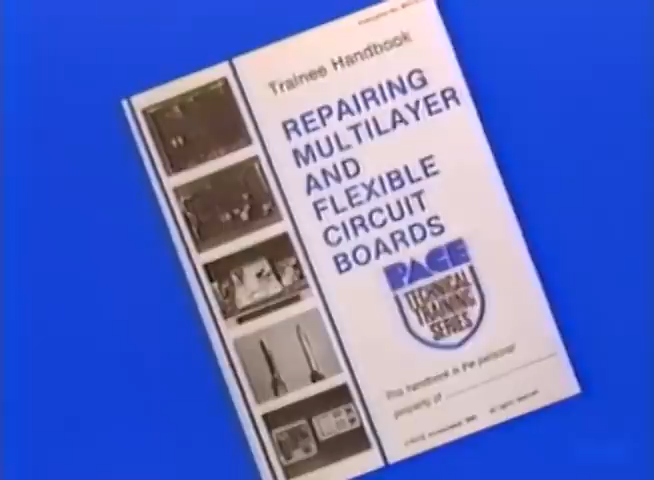 Trainee Handbook
REPAIRING
MULTILAYER
AND
FLEXIBLE
CIRCUIT
BOARDS
PACE
TECHNICAL
TRAINING
SERIES
This handbook is the personal
property of